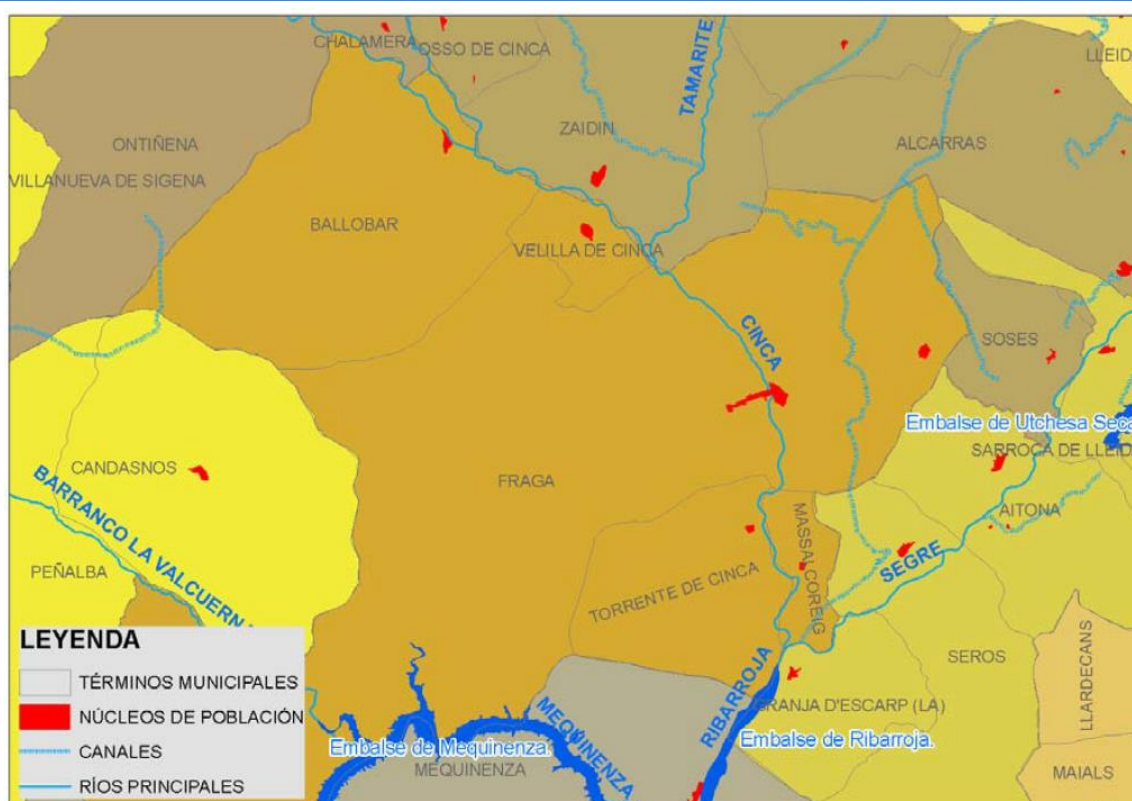 CHALAMERA
OSSO DE CINCA
TAMARITE
LLEID
ONTIÑENA
ZAIDIN
ALCARRAS
VILLANUEVA DE SIGENA
BALLOBAR
VELILLA DE CINCA
CINCA
SOSES
Embalse de Utchesa Seca
SARROCA DE LLEID
CANDASNOS
FRAGA
AITONA
BARRANCO LA VALCUERNA
MASSALCOREIG
SEGRE
PEÑALBA
TORRENTE DE CINCA
LEYENDA
TÉRMINOS MUNICIPALES
NÚCLEOS DE POBLACIÓN
CANALES
RÍOS PRINCIPALES
SEROS
LLARDECANS
RIBARROJA
GRANJA D'ESCARP (LA)
MEQUINENZA
Embalse de Mequinenza.
Embalse de Ribarroja.
MEQUINENZA
MAIALS